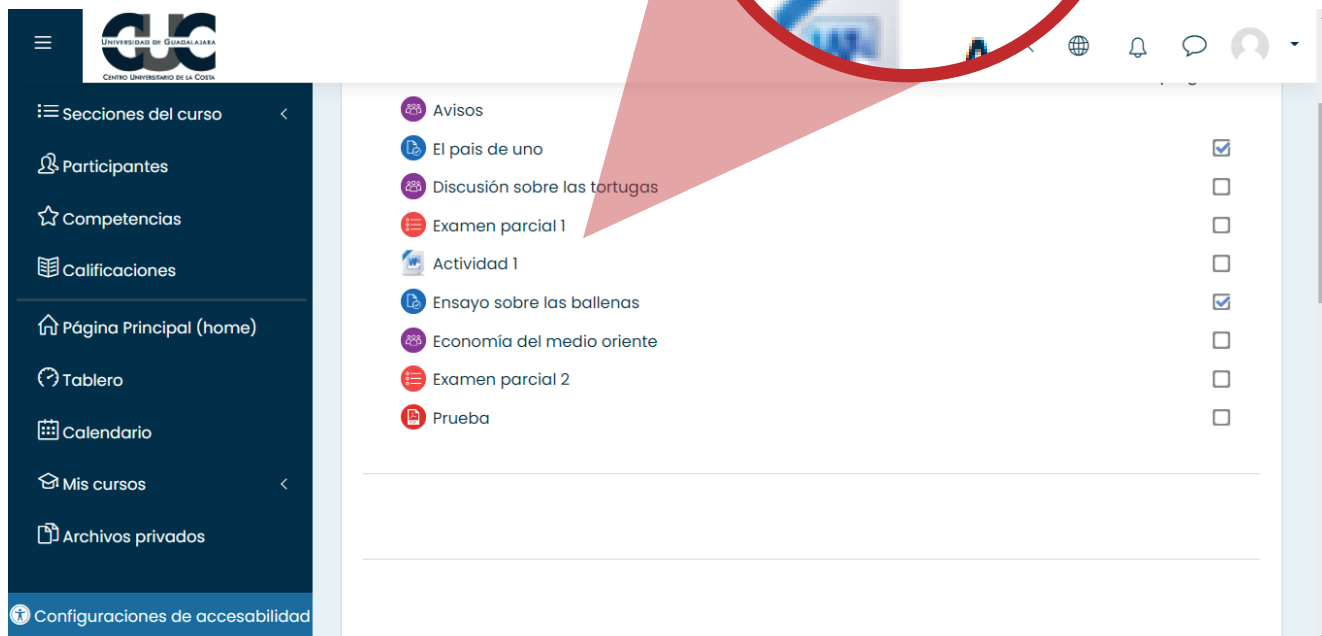 UNIVERSIDAD DE GUADALAJARA
CUC
CENTRO UNIVERSITARIO DE LA COSTA
Secciones del curso
Participantes
Competencias
Calificaciones
Página Principal (home)
Tablero
Calendario
Mis cursos
Archivos privados
Configuraciones de accesabilidad
Avisos
El pais de uno
Discusión sobre las tortugas
Examen parcial 1
Actividad 1
Ensayo sobre las ballenas
Economía del medio oriente
Examen parcial 2
Prueba